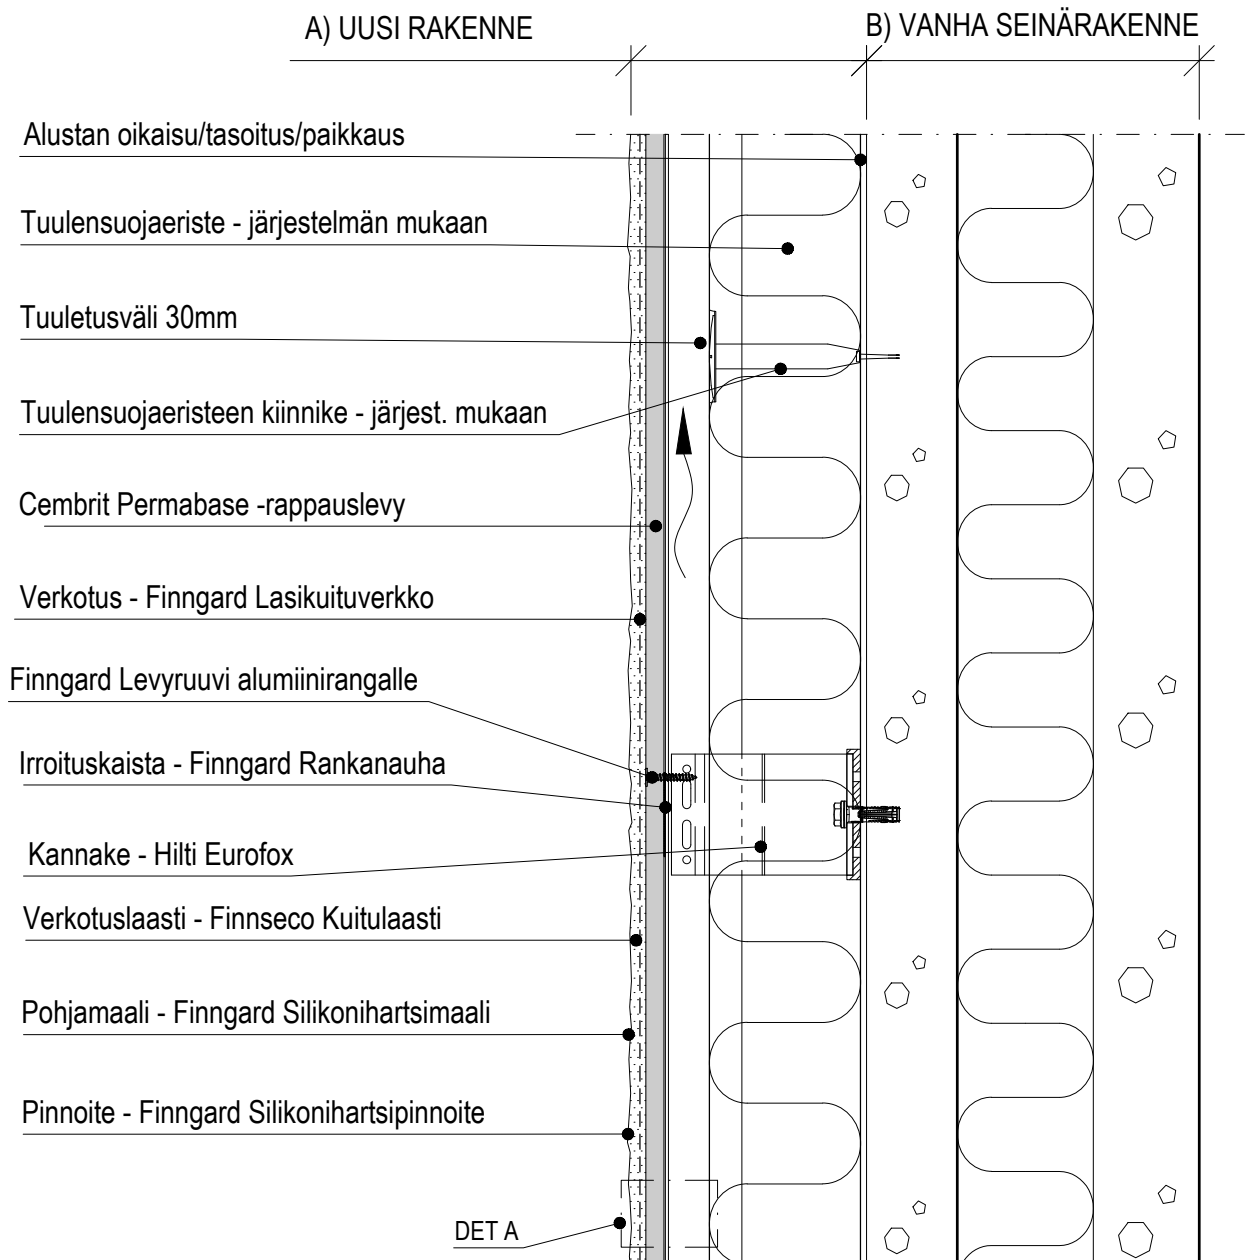 A) UUSI RAKENNE
B) VANHA SEINÄRAKENNE
Alustan oikaisu/tasoitus/paikkaus
Tuulensuojaeriste - järjestelmän mukaan
Tuuletusväli 30mm
Tuulensuojaeristeen kiinnike - järjest. mukaan
Cembrit Permabase -rappauslevy
Verkotus - Finngard Lasikuituverkko
Finngard Levyruuvi alumiinirangalle
Irroituskaista - Finngard Rankanauha
Kannake - Hilti Eurofox
Verkotuslaasti - Finnseco Kuitulaasti
Pohjamaali - Finngard Silikonihartsimaali
Pinnoite - Finngard Silikonihartsipinnoite
DET A